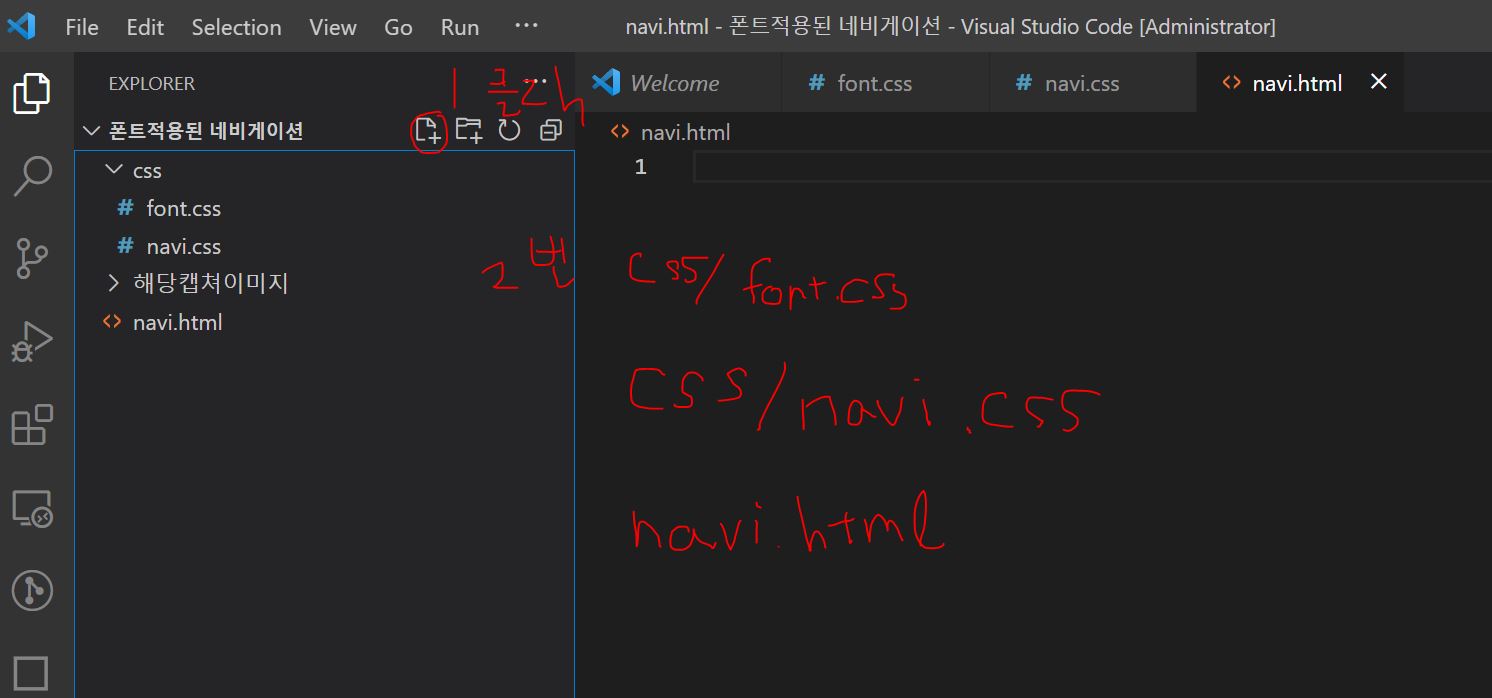 File Edit Selection View Go Run ...
navi.html - 폰트적용된 네비게이션 - Visual Studio Code [Administrator]
EXPLORER ...
Welcome # font.css # navi.css <> navi.html
1
폰트적용된 네비게이션
<> navi.html
1
css
# font.css
# navi.css
해당캡쳐이미지
<> navi.html
2번
css/font.css
css/navi.css
navi.html